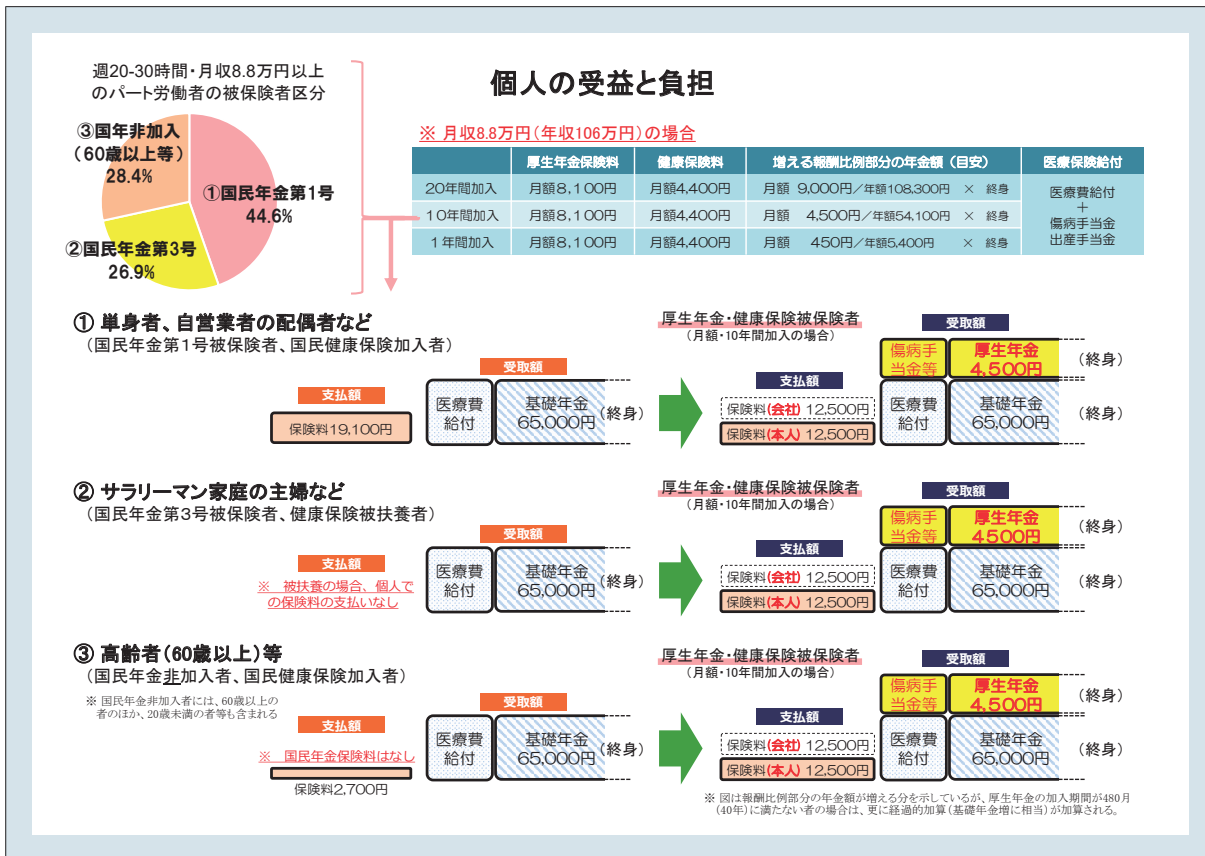 週20-30時間・月収8.8万円以上
のパート労働者の被保険者区分
③国年非加入
（60歳以上等）
28.4%
①国民年金第1号
44.6%
②国民年金第3号
26.9%
個人の受益と負担
※ 月収8.8万円（年収106万円）の場合
厚生年金保険料 健康保険料 増える報酬比例部分の年金額（目安） 医療保険給付
20年間加入 月額8,100円 月額4,400円 月額 9,000円／年額108,300円 × 終身
10年間加入 月額8,100円 月額4,400円 月額 4,500円／年額54,100円 × 終身
1年間加入 月額8,100円 月額4,400円 月額 450円／年額5,400円 × 終身
医療費給付
＋
傷病手当金
出産手当金
① 単身者、自営業者の配偶者など
（国民年金第1号被保険者、国民健康保険加入者）
支払額
保険料19,100円
受取額
医療費
給付
基礎年金
65,000円
（終身）
厚生年金・健康保険被保険者
（月額・10年間加入の場合）
支払額
保険料(会社) 12,500円
保険料(本人) 12,500円
受取額
傷病手
当金等
厚生年金
4,500円
（終身）
医療費
給付
基礎年金
65,000円
（終身）
② サラリーマン家庭の主婦など
（国民年金第3号被保険者、健康保険被扶養者）
支払額
※ 被扶養の場合、個人で
の保険料の支払いなし
受取額
医療費
給付
基礎年金
65,000円
（終身）
厚生年金・健康保険被保険者
（月額・10年間加入の場合）
支払額
保険料(会社) 12,500円
保険料(本人) 12,500円
受取額
傷病手
当金等
厚生年金
4500円
（終身）
医療費
給付
基礎年金
65,000円
（終身）
③ 高齢者（60歳以上）等
（国民年金非加入者、国民健康保険加入者）
※ 国民年金非加入者には、60歳以上の
者のほか、20歳未満の者等も含まれる
支払額
※ 国民年金保険料はなし
保険料2,700円
受取額
医療費
給付
基礎年金
65,000円
（終身）
厚生年金・健康保険被保険者
（月額・10年間加入の場合）
支払額
保険料(会社) 12,500円
保険料(本人) 12,500円
受取額
傷病手
当金等
厚生年金
4,500円
（終身）
医療費
給付
基礎年金
65,000円
（終身）
※ 図は報酬比例部分の年金額が増える分を示しているが、厚生年金の加入期間が480月
（40年）に満たない者の場合は、更に経過的加算（基礎年金増に相当）が加算される。